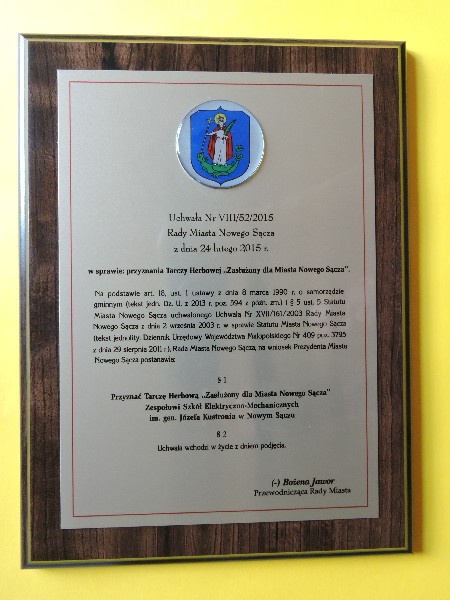 Uchwała Nr VIII/52/2015
Rady Miasta Nowego Sącza
z dnia 24 lutego 2015 r.
w sprawie: przyznania Tarczy Herbowej „Zasłużony dla Miasta Nowego Sącza”.
Na podstawie art. 18, ust. 1 ustawy z dnia 8 marca 1990 r. o samorządzie
gminnym (tekst jedn. Dz. U. z 2013 r. poz. 594 z późn. zm.) i § 5 ust. 5 Statutu
Miasta Nowego Sącza uchwalonego Uchwałą Nr XVII/161/2003 Rady Miasta
Nowego Sącza z dnia 2 września 2003 r. w sprawie Statutu Miasta Nowego Sącza
(tekst jednolity: Dziennik Urzędowy Województwa Małopolskiego Nr 409 poz. 3795
z dnia 29 sierpnia 2011 r.), Rada Miasta Nowego Sącza, na wniosek Prezydenta Miasta
Nowego Sącza postanawia:
§ 1
Przyznać Tarczę Herbową „Zasłużony dla Miasta Nowego Sącza”
Zespołowi Szkół Elektryczno-Mechanicznych
im. gen. Józefa Kustronia w Nowym Sączu
§ 2
Uchwała wchodzi w życie z dniem podjęcia.
(-) Bożena Jawor
Przewodnicząca Rady Miasta